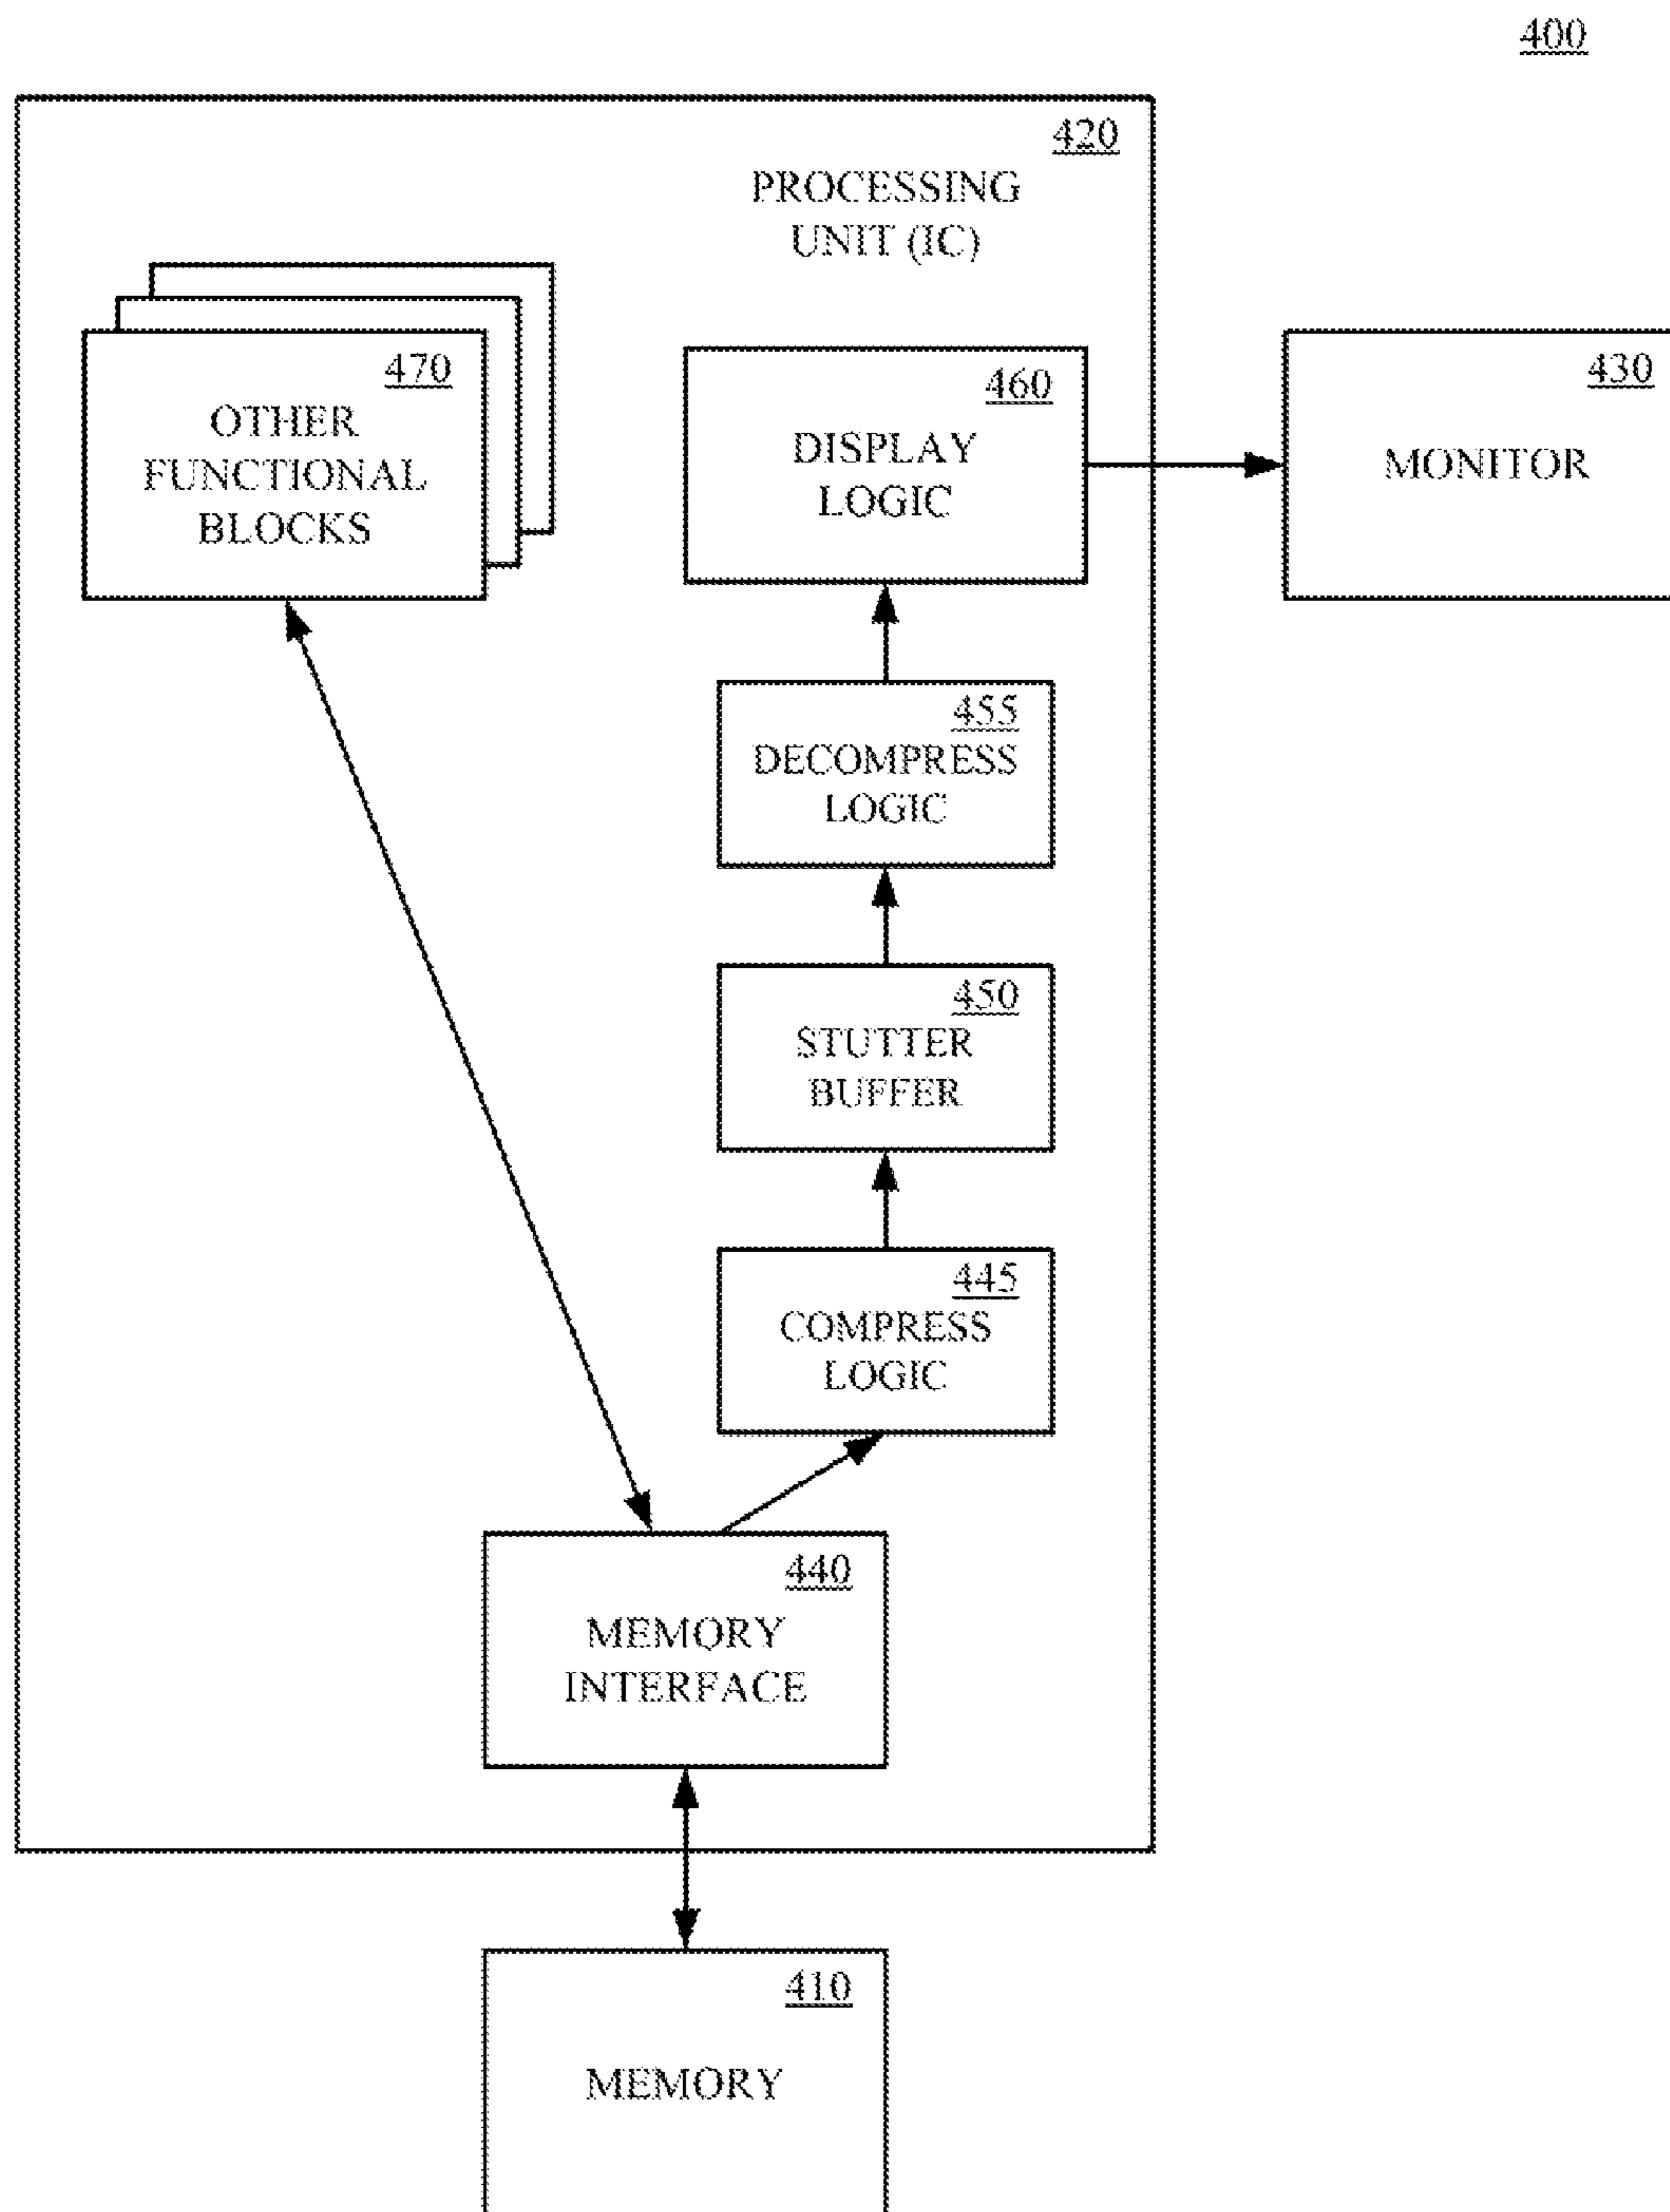 400
420
PROCESSING
UNIT (IC)
470
OTHER
FUNCTIONAL
BLOCKS
460
DISPLAY
LOGIC
430
MONITOR
455
DECOMPRESS
LOGIC
450
STUTTER
BUFFER
445
COMPRESS
LOGIC
440
MEMORY
INTERFACE
410
MEMORY